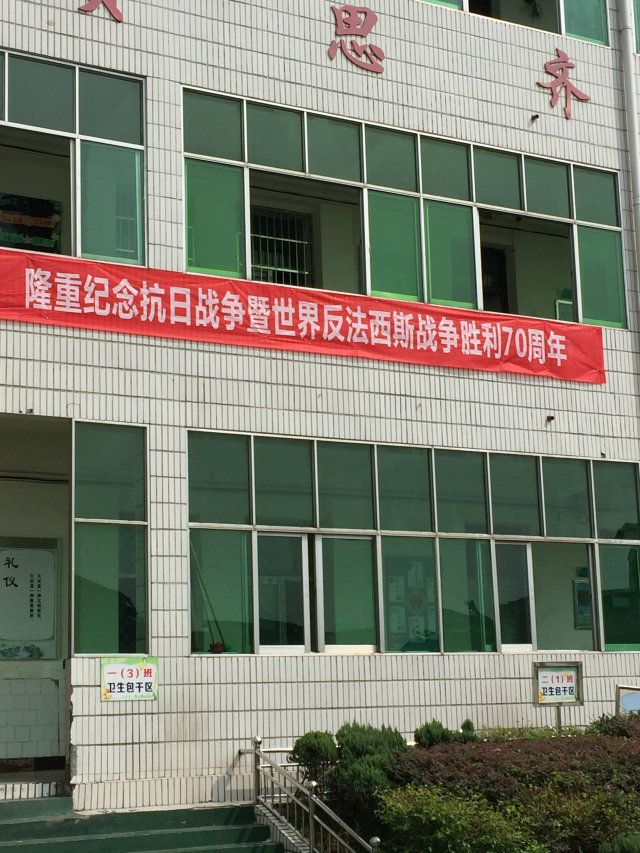 思 齐
隆重纪念抗日战争暨世界反法西斯战争胜利70周年
礼仪
一（3）班
卫生包干区
二（1）班
卫生包干区